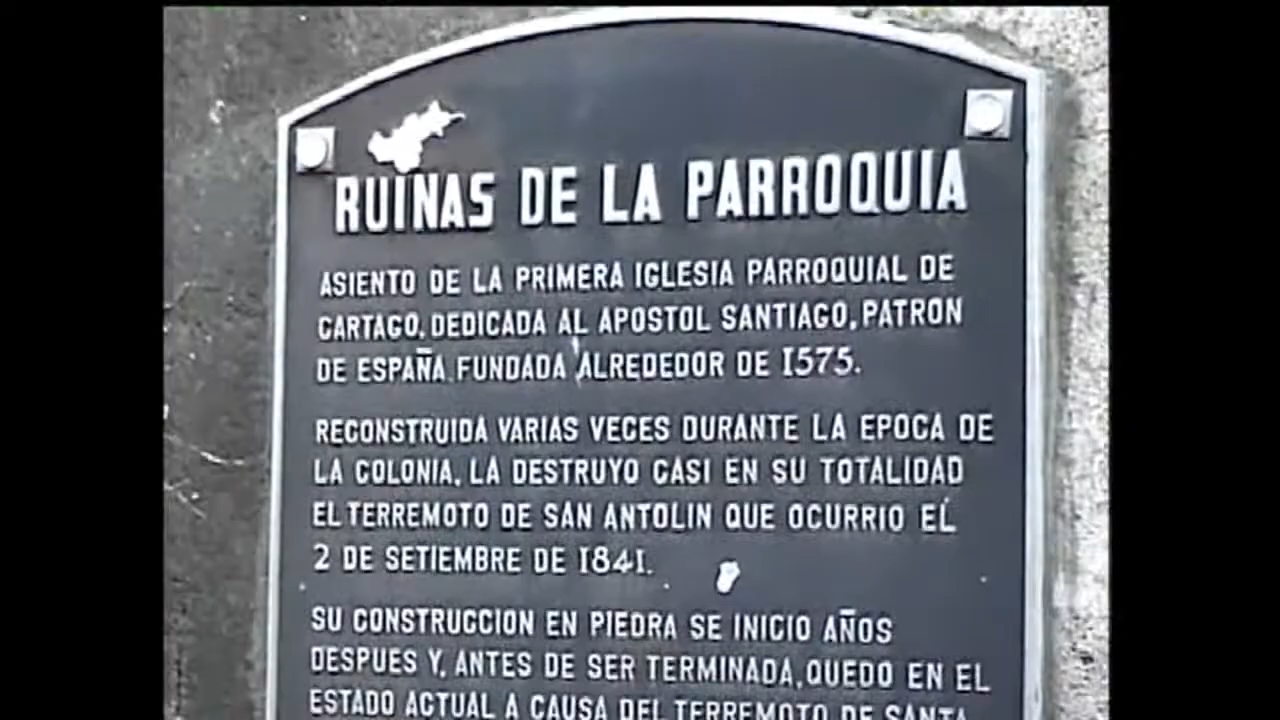 RUINAS DE LA PARROQUIA
ASIENTO DE LA PRIMERA IGLESIA PARROQUIAL DE
CARTAGO, DEDICADA AL APOSTOL SANTIAGO, PATRON
DE ESPAÑA. FUNDADA ALREDEDOR DE 1575.
RECONSTRUIDA VARIAS VECES DURANTE LA EPOCA DE
LA COLONIA, LA DESTRUYO CASI EN SU TOTALIDAD
EL TERREMOTO DE SAN ANTOLIN QUE OCURRIO EL
2 DE SETIEMBRE DE 1841.
SU CONSTRUCCION EN PIEDRA SE INICIO AÑOS
DESPUES Y, ANTES DE SER TERMINADA, QUEDO EN EL
ESTADO ACTUAL A CAUSA DEL TERREMOTO DE SANTA